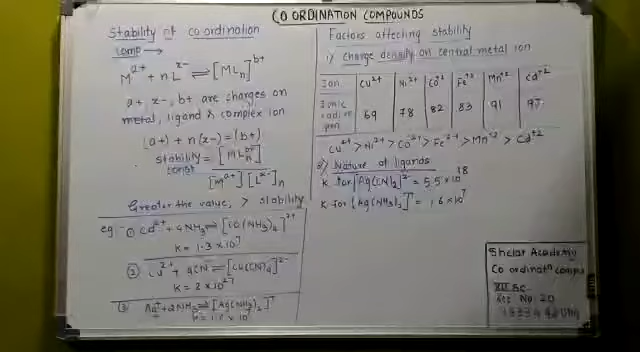 CO ORDINATION COMPOUNDS
Stability of co ordination
comp →
M^a+ + nL^x- ⇌ [MLn]^b+
a+ x-, b+ are charges on
metal, ligand & complex ion
(a+) + n(x-) = (b+)
stability const = [MLn^b+]
[M^a+] [L^x-]n
Greater the value, > stability
eg. ① Cd^2+ + 4NH3 ⇌ [Cd(NH3)4]^2+
K = 1.3 x 10^7
② Cu^2+ + 4CN^- ⇌ [Cu(CN)4]^2-
K = 2 x 10^27
③ Ag^+ + 2NH3 ⇌ [Ag(NH3)2]^+
Factors affecting stability
1) charge density on central metal ion
Ion Cu^2+ Ni^2+ Co^+2 Fe^+2 Mn^+2 Cd^+2
Ionic radius pm 69 78 82 83 91 97
Cu^2+ > Ni^2+ > Co^+2 > Fe^2+ > Mn^+2 > Cd^+2
2) Nature of ligands
K for [Ag(CN)2]^- = 5.5 x 10^18
K for [Ag(NH3)2]^+ = 1.6 x 10^7
Academy
Co ordinatn compd
XII sc
No. 20